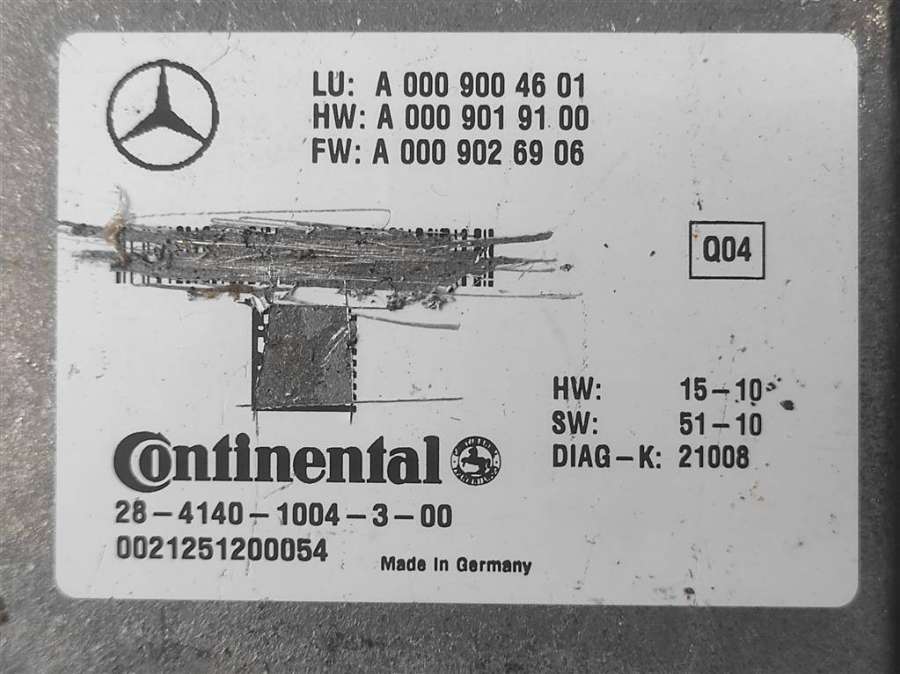 LU: A 000 900 46 01
HW: A 000 901 91 00
FW: A 000 902 69 06
Q04
HW: 15-10
SW: 51-10
DIAG-K: 21008
Continental
28-4140-1004-3-00
0021251200054
Made in Germany